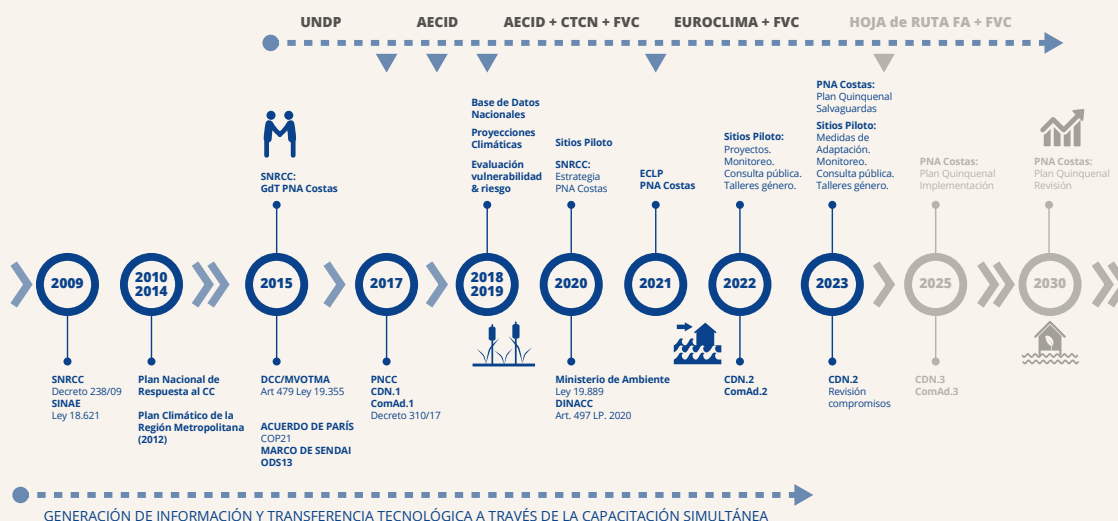 UNDP
AECID
AECID + CTCN + FVC
EUROCLIMA + FVC
HOJA de RUTA FA + FVC
SNRCC:
GdT PNA Costas
Base de Datos
Nacionales
Proyecciones
Climáticas
Evaluación
vulnerabilidad
& riesgo
Sitios Piloto
SNRCC:
Estrategia
PNA Costas
ECLP
PNA Costas
Sitios Piloto:
Proyectos.
Monitoreo.
Consulta pública.
Talleres género.
PNA Costas:
Plan Quinquenal
Salvaguardas
Sitios Piloto:
Medidas de
Adaptación.
Monitoreo.
Consulta pública.
Talleres género.
PNA Costas:
Plan Quinquenal
Implementación
PNA Costas:
Plan Quinquenal
Revisión
2009
2010
2014
2015
2017
2018
2019
2020
2021
2022
2023
2025
2030
SNRCC
Decreto 238/09
SINAE
Ley 18.621
Plan Nacional de
Respuesta al CC
Plan Climático de la
Región Metropolitana
(2012)
DCC/MVOTMA
Art 479 Ley 19.355
ACUERDO DE PARÍS
COP21
MARCO DE SENDAI
ODS13
PNCC
CDN.1
ComAd.1
Decreto 310/17
Ministerio de Ambiente
Ley 19.889
DINACC
Art. 497 LP. 2020
CDN.2
ComAd.2
CDN.2
Revisión
compromisos
CDN.3
ComAd.3
GENERACIÓN DE INFORMACIÓN Y TRANSFERENCIA TECNOLÓGICA A TRAVÉS DE LA CAPACITACIÓN SIMULTÁNEA